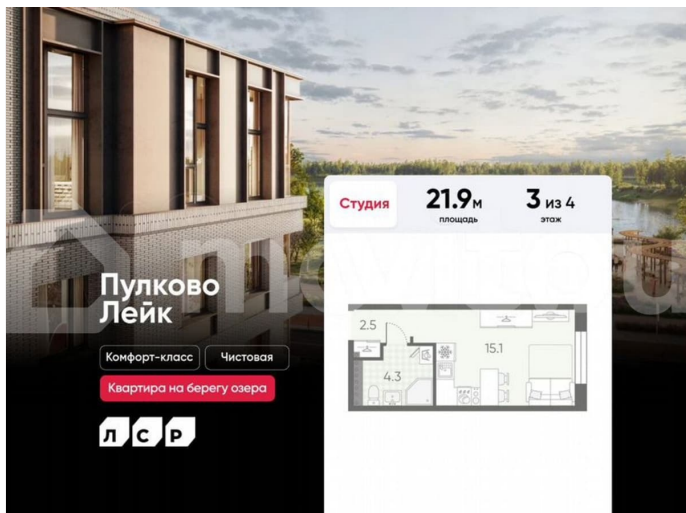 Студия
21.9м
площадь
3 из 4
этаж
Пулково
Лейк
Комфорт-класс
Чистовая
Квартира на берегу озера
ЛСР
2.5
4.3
15.1